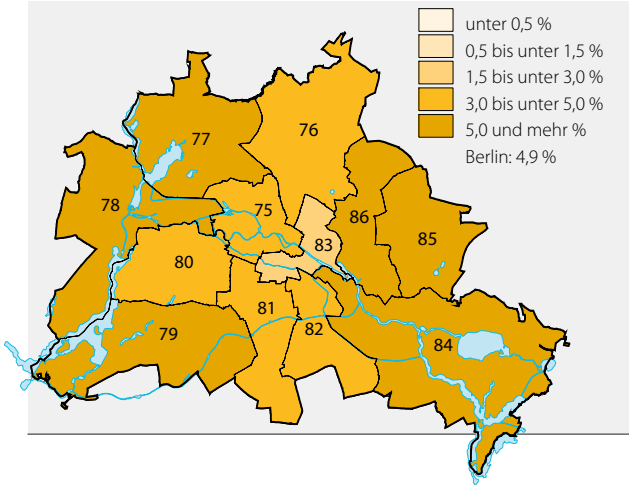 unter 0,5 %
0,5 bis unter 1,5 %
1,5 bis unter 3,0 %
3,0 bis unter 5,0 %
5,0 und mehr %
Berlin: 4,9 %
76
77
78
75
86
85
83
80
81
82
79
84